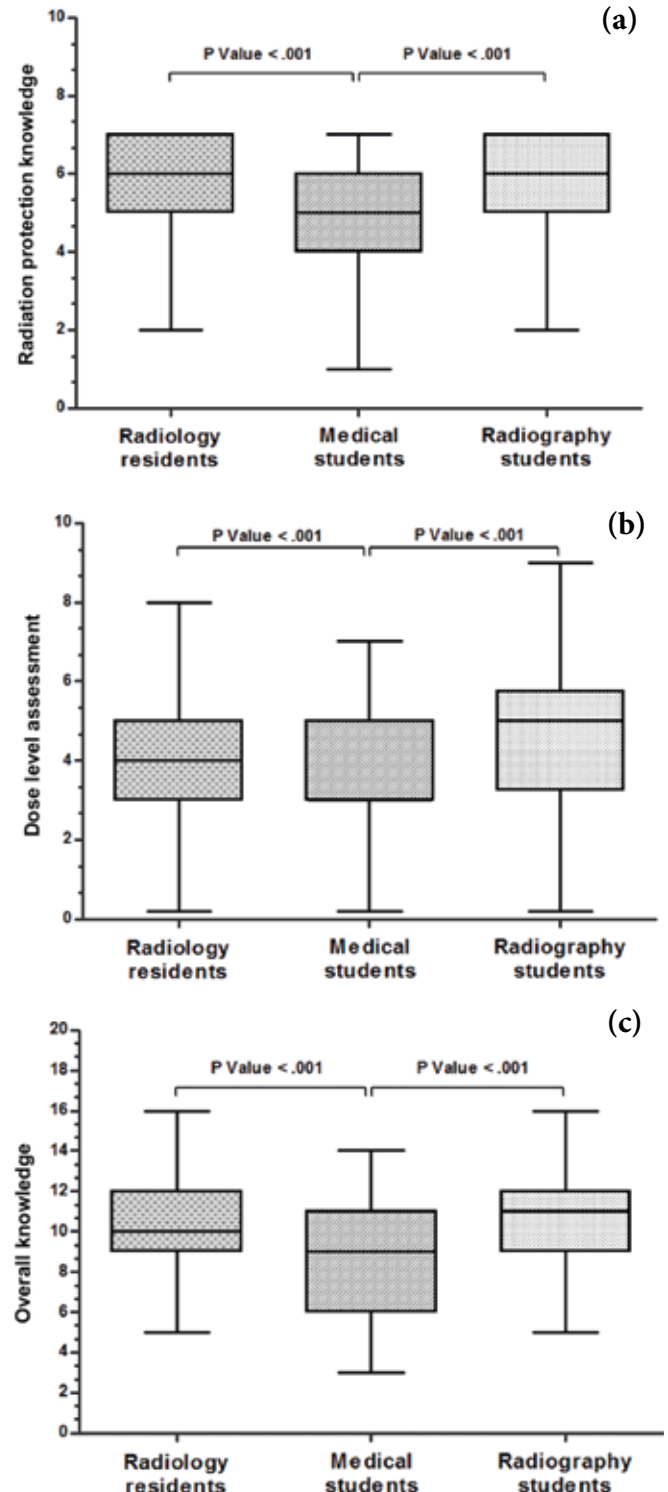 (a)
10
P Value < .001 P Value < .001
8
6
4
2
0
Radiation protection knowledge
Radiology residents
Medical students
Radiography students
(b)
10
P Value < .001 P Value < .001
8
6
4
2
0
Dose level assessment
Radiology residents
Medical students
Radiography students
(c)
20
18
P Value < .001 P Value < .001
16
14
12
10
8
6
4
2
0
Overall knowledge
Radiology residents
Medical students
Radiography students